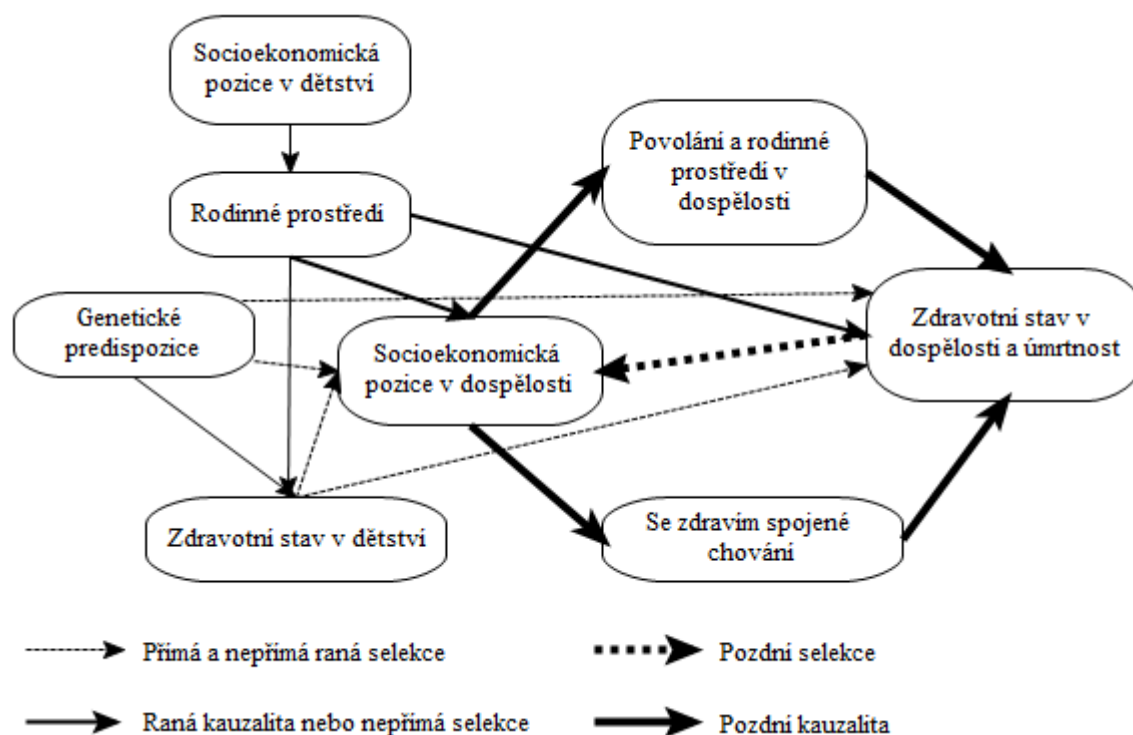 Socioekonomická
pozice v dětství
Rodinné prostředí
Genetické
predispozice
Socioekonomická
pozice v dospělosti
Zdravotní stav v dětství
Povolání a rodinné
prostředí v
dospělosti
Zdravotní stav v
dospělosti a úmrtnost
Se zdravím spojené
chování
Přímá a nepřímá raná selekce
Pozdní selekce
Raná kauzalita nebo nepřímá selekce
Pozdní kauzalita